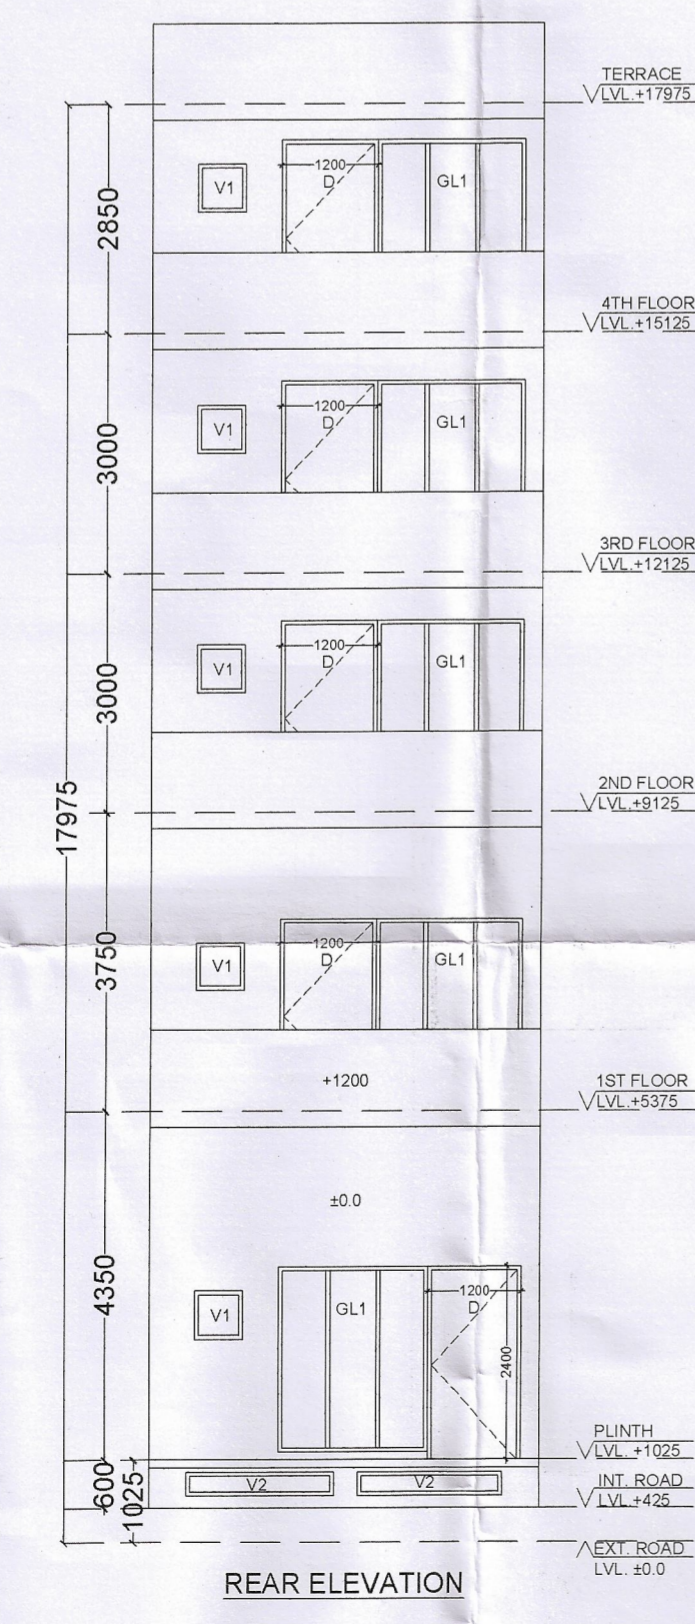 TERRACE
LVL.+17975
1200
D
V1
GL1
2850
4TH FLOOR
LVL.+15125
1200
D
V1
GL1
3000
3RD FLOOR
LVL.+12125
1200
D
V1
GL1
3000
2ND FLOOR
LVL.+9125
17975
1200
D
V1
GL1
3750
+1200
1ST FLOOR
LVL.+5375
±0.0
4350
1200
D
V1
GL1
2400
PLINTH
LVL. +1025
600
1025
V2
V2
INT. ROAD
LVL.+425
EXT. ROAD
LVL. ±0.0
REAR ELEVATION